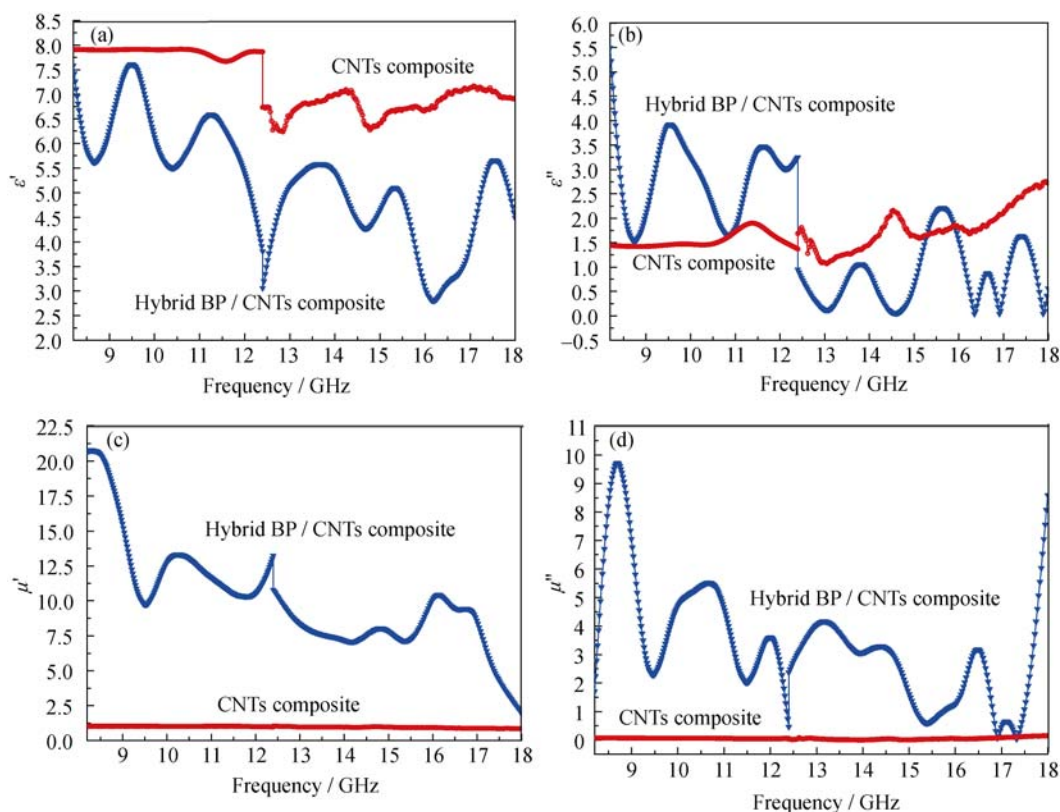 (a)
8.5
8.0
7.5
7.0
6.5
6.0
5.5
5.0
4.5
4.0
3.5
3.0
2.5
2.0
ε'
CNTs composite
Hybrid BP / CNTs composite
9 10 11 12 13 14 15 16 17 18
Frequency / GHz
(b)
6.0
5.5
5.0
4.5
4.0
3.5
3.0
2.5
2.0
1.5
1.0
0.5
0.0
−0.5
ε"
Hybrid BP / CNTs composite
CNTs composite
9 10 11 12 13 14 15 16 17 18
Frequency / GHz
(c)
22.5
20.0
17.5
15.0
12.5
10.0
7.5
5.0
2.5
0.0
μ'
Hybrid BP / CNTs composite
CNTs composite
9 10 11 12 13 14 15 16 17 18
Frequency / GHz
(d)
11
10
9
8
7
6
5
4
3
2
1
0
μ"
Hybrid BP / CNTs composite
CNTs composite
9 10 11 12 13 14 15 16 17 18
Frequency / GHz